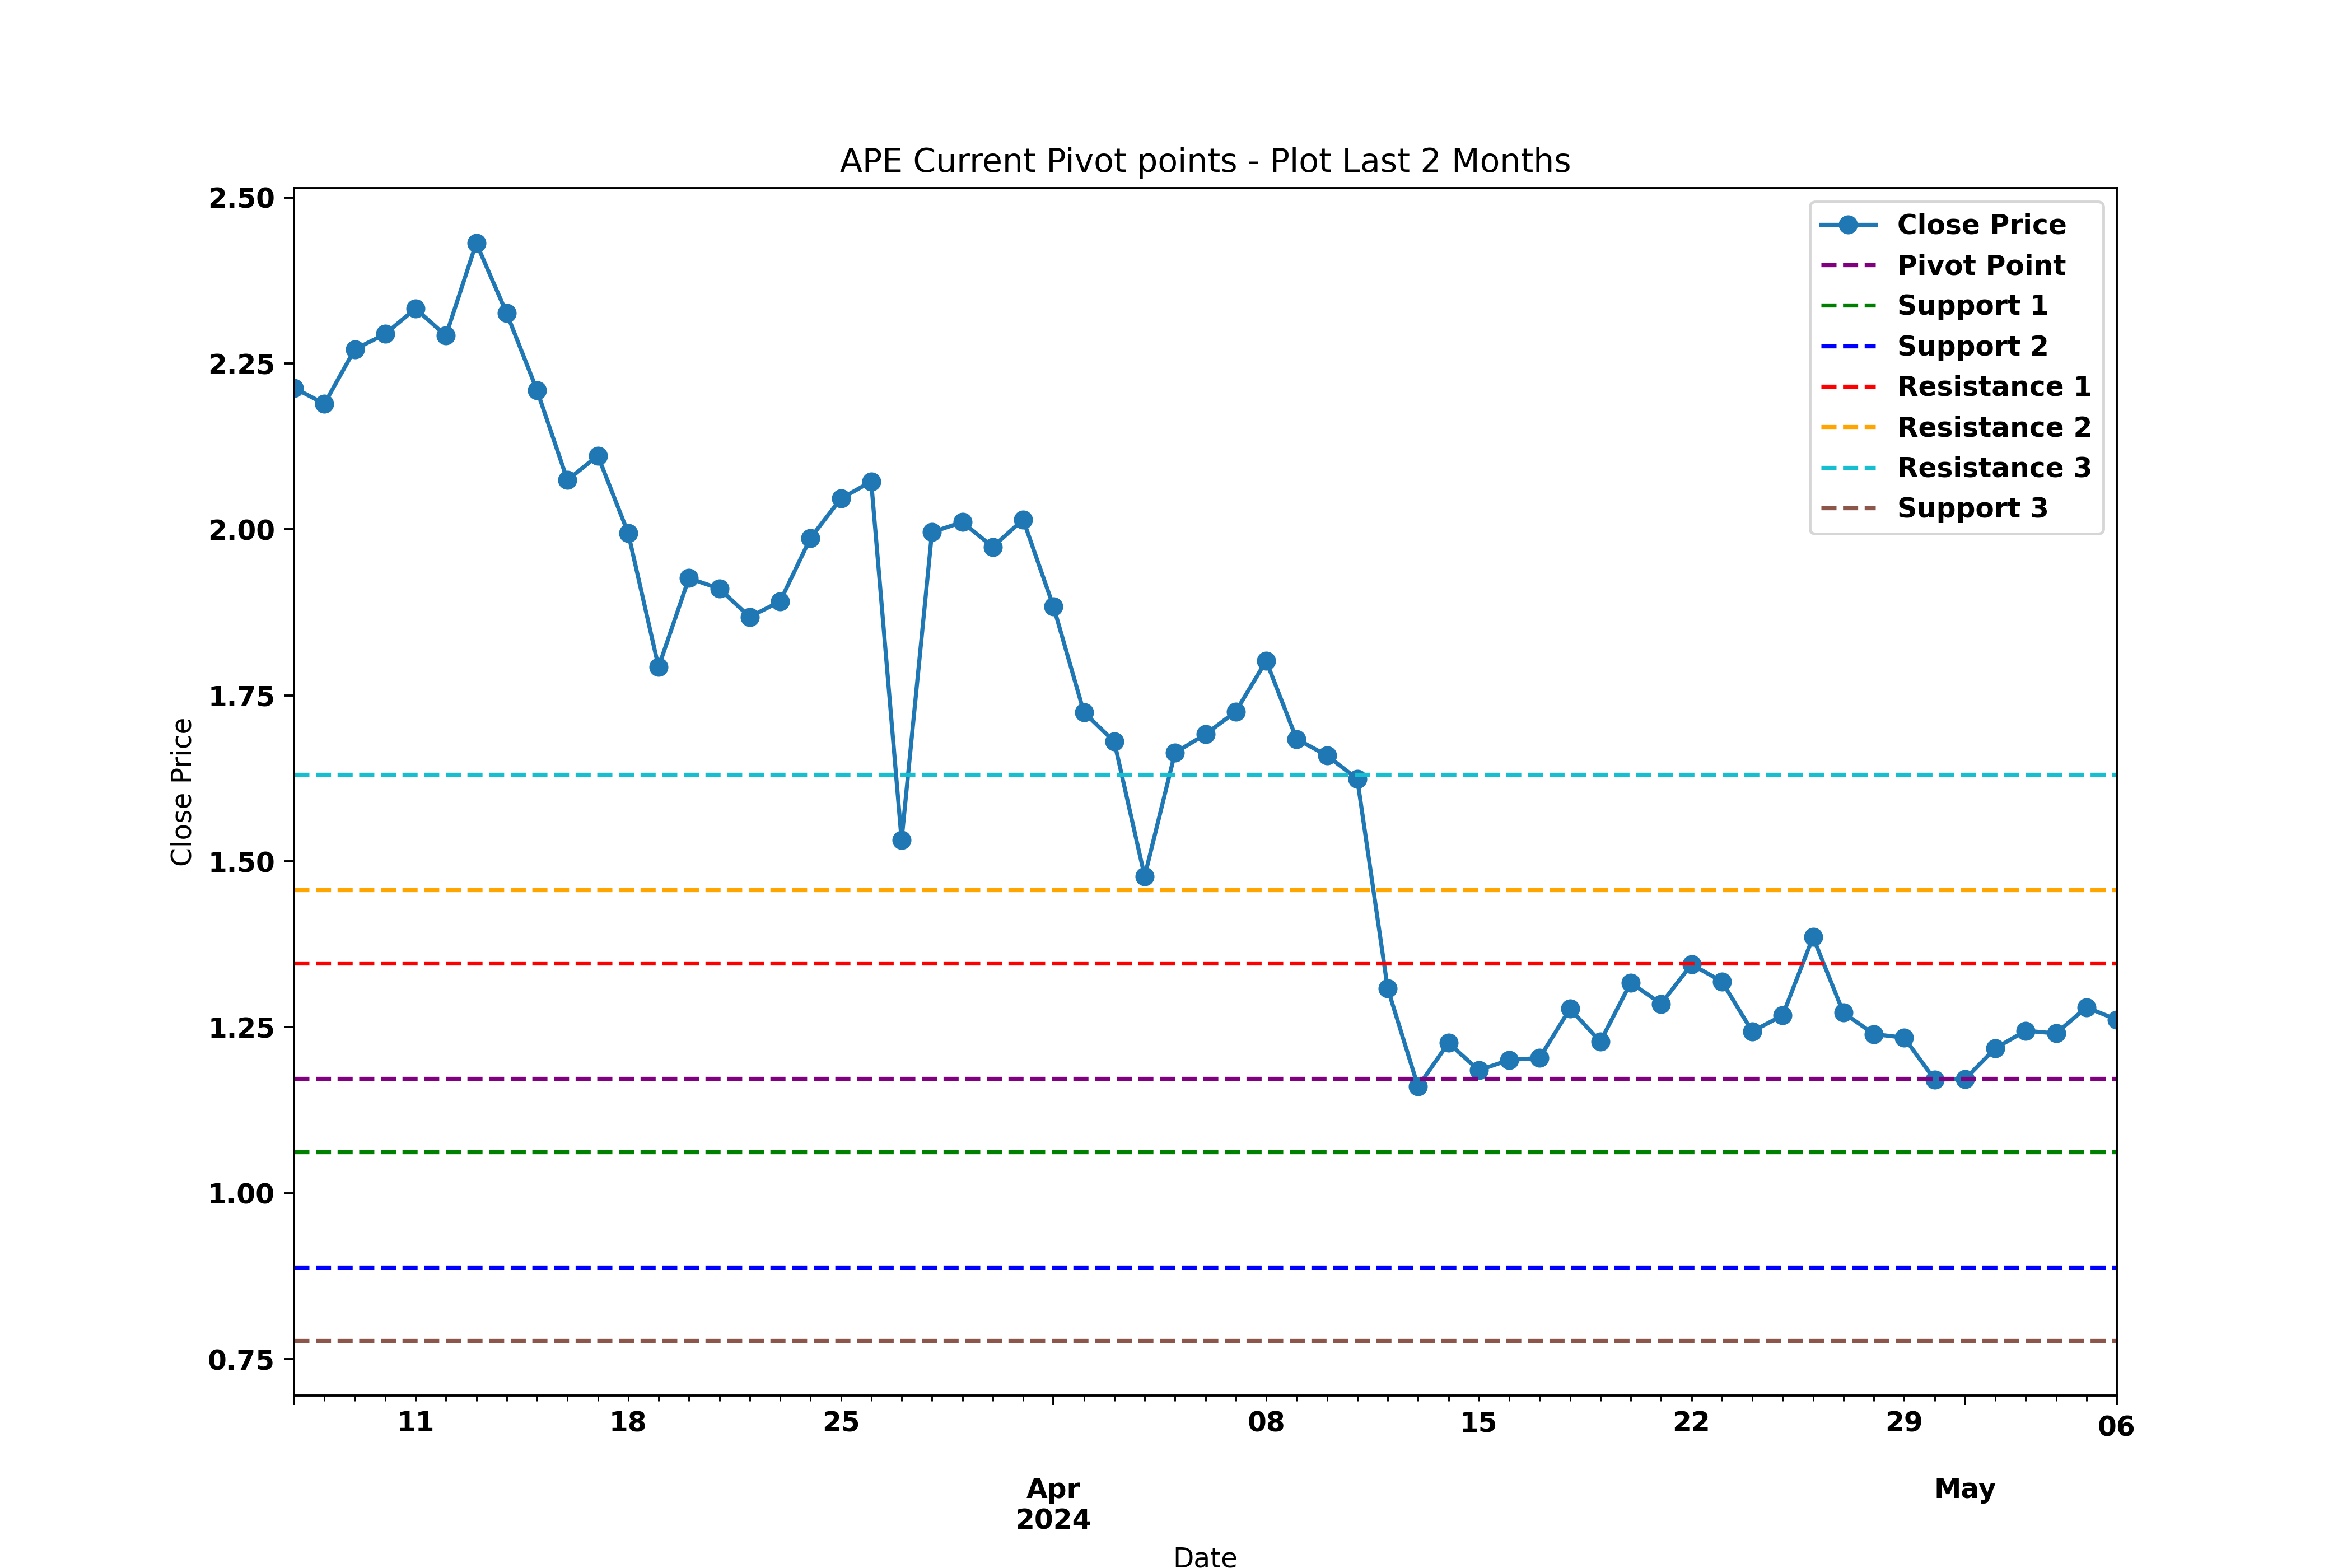 APE Current Pivot points - Plot Last 2 Months
Close Price
2.50
2.25
2.00
1.75
1.50
1.25
1.00
0.75
Close Price
Pivot Point
Support 1
Support 2
Resistance 1
Resistance 2
Resistance 3
Support 3
11 18 25 08 15 22 29 06
Apr May
2024
Date